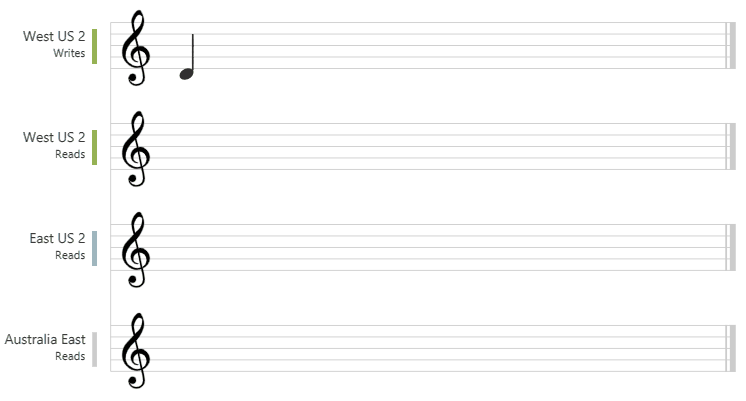 West US 2
Writes
West US 2
Reads
East US 2
Reads
Australia East
Reads